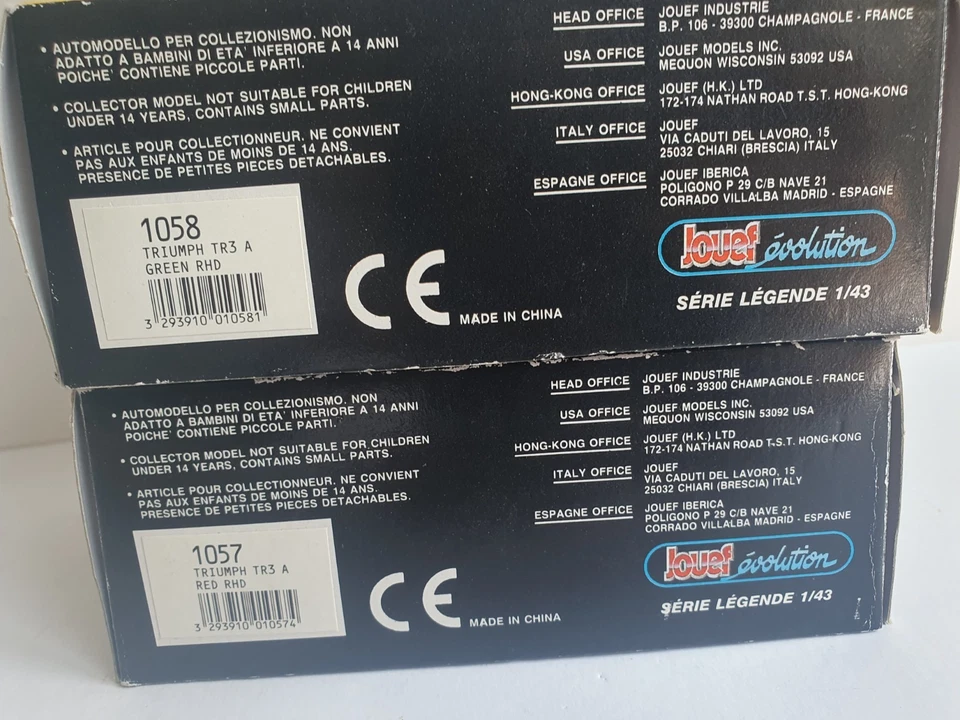 • AUTOMODELLO PER COLLEZIONISMO. NON
ADATTO A BAMBINI DI ETA' INFERIORE A 14 ANNI
POICHE' CONTIENE PICCOLE PARTI.
• COLLECTOR MODEL NOT SUITABLE FOR CHILDREN
UNDER 14 YEARS, CONTAINS SMALL PARTS.
• ARTICLE POUR COLLECTIONNEUR. NE CONVIENT
PAS AUX ENFANTS DE MOINS DE 14 ANS.
PRESENCE DE PETITES PIECES DETACHABLES.
HEAD OFFICE JOUEF INDUSTRIE
B.P. 106 - 39300 CHAMPAGNOLE - FRANCE
USA OFFICE JOUEF MODELS INC.
MEQUON WISCONSIN 53092 USA
HONG-KONG OFFICE JOUEF (H.K.) LTD
172-174 NATHAN ROAD T.S.T. HONG-KONG
ITALY OFFICE JOUEF
VIA CADUTI DEL LAVORO, 15
25032 CHIARI (BRESCIA) ITALY
ESPAGNE OFFICE JOUEF IBERICA
POLIGONO P 29 C/B NAVE 21
CORRADO VILLALBA MADRID - ESPAGNE
1058
TRIUMPH TR3 A
GREEN RHD
3 293910 010581
CE MADE IN CHINA
Jouef évolution
SÉRIE LÉGENDE 1/43
• AUTOMODELLO PER COLLEZIONISMO. NON
ADATTO A BAMBINI DI ETA' INFERIORE A 14 ANNI
POICHE' CONTIENE PICCOLE PARTI.
• COLLECTOR MODEL NOT SUITABLE FOR CHILDREN
UNDER 14 YEARS, CONTAINS SMALL PARTS.
• ARTICLE POUR COLLECTIONNEUR. NE CONVIENT
PAS AUX ENFANTS DE MOINS DE 14 ANS.
PRESENCE DE PETITES PIECES DETACHABLES.
HEAD OFFICE JOUEF INDUSTRIE
B.P. 106 - 39300 CHAMPAGNOLE - FRANCE
USA OFFICE JOUEF MODELS INC.
MEQUON WISCONSIN 53092 USA
HONG-KONG OFFICE JOUEF (H.K.) LTD
172-174 NATHAN ROAD T.S.T. HONG-KONG
ITALY OFFICE JOUEF
VIA CADUTI DEL LAVORO, 15
25032 CHIARI (BRESCIA) ITALY
ESPAGNE OFFICE JOUEF IBERICA
POLIGONO P 29 C/B NAVE 21
CORRADO VILLALBA MADRID - ESPAGNE
1057
TRIUMPH TR3 A
RED RHD
3 293910 010574
CE MADE IN CHINA
Jouef évolution
SÉRIE LÉGENDE 1/43